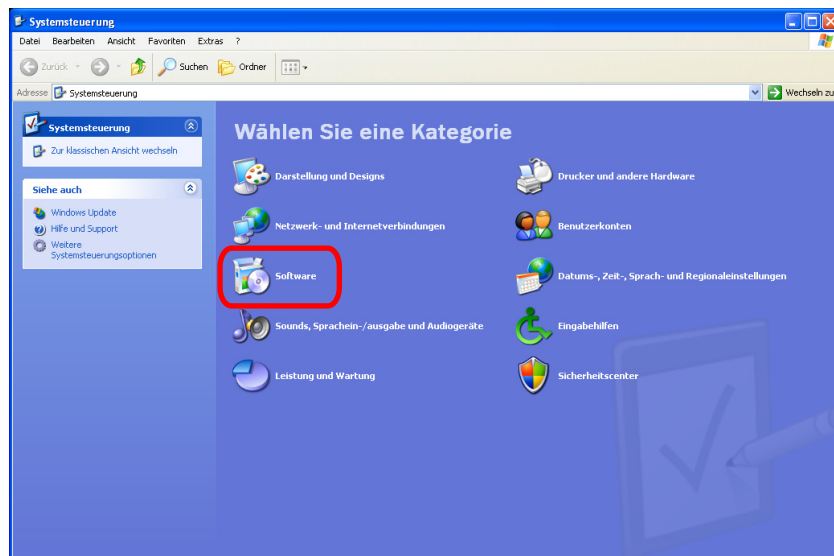 Systemsteuerung
Datei Bearbeiten Ansicht Favoriten Extras ?
Zurück Suchen Ordner
Adresse Systemsteuerung Wechseln zu
Systemsteuerung
Zur klassischen Ansicht wechseln
Siehe auch
Windows Update
Hilfe und Support
Weitere
Systemsteuerungsoptionen
Wählen Sie eine Kategorie
Darstellung und Designs
Drucker und andere Hardware
Netzwerk- und Internetverbindungen
Benutzerkonten
Software
Datums-, Zeit-, Sprach- und Regionaleinstellungen
Sounds, Sprachein-/ausgabe und Audiogeräte
Eingabehilfen
Leistung und Wartung
Sicherheitscenter